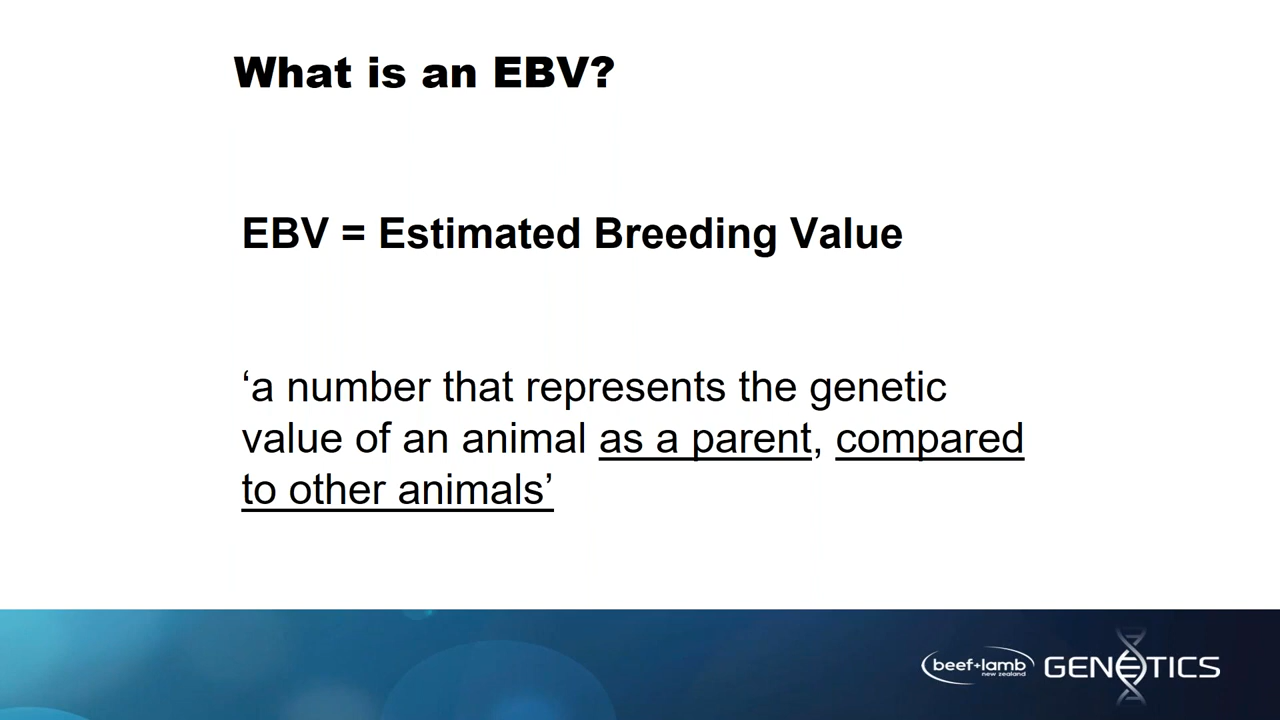 What is an EBV?
EBV = Estimated Breeding Value
‘a number that represents the genetic
value of an animal as a parent, compared
to other animals’
beef+lamb
new zealand
GENETICS